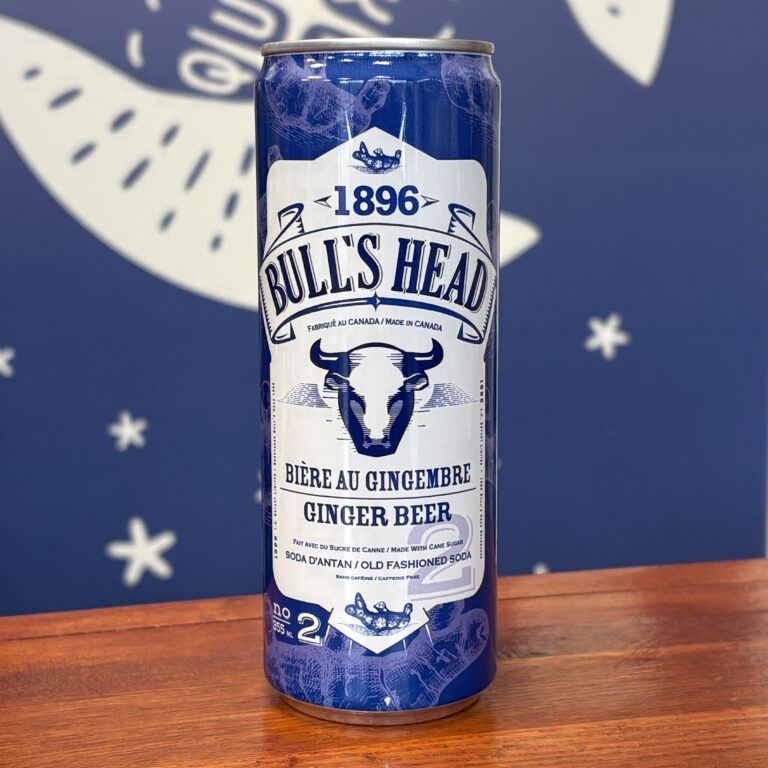 1896
BULL'S HEAD
FABRIQUÉ AU CANADA / MADE IN CANADA
BIÈRE AU GINGEMBRE
GINGER BEER
2
FAIT AVEC DU SUCRE DE CANNE / MADE WITH CANE SUGAR
SODA D'ANTAN / OLD FASHIONED SODA
SANS CAFÉINE / CAFFEINE FREE
no 2
355 ML